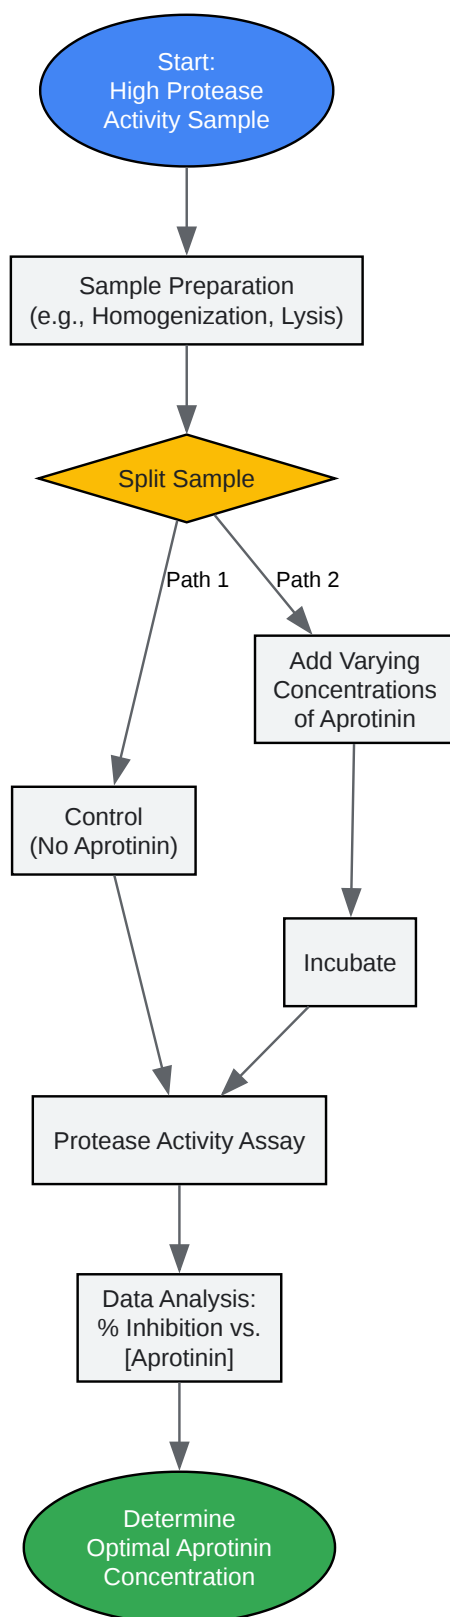 Start:
High Protease
Activity Sample
Sample Preparation
(e.g., Homogenization, Lysis)
Split Sample
Path 1
Path 2
Add Varying
Concentrations
of Aprotinin
Control
(No Aprotinin)
Incubate
Protease Activity Assay
Data Analysis:
% Inhibition vs.
[Aprotinin]
Determine
Optimal Aprotinin
Concentration